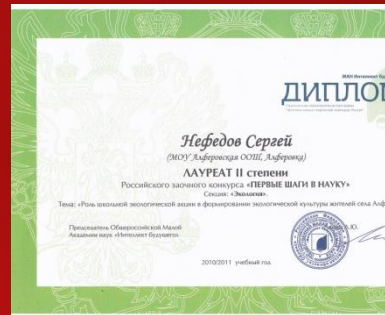 ДИПЛО
Нефедов Сергей
(МОУ Алферовская ООШ, Алферовка)
ЛАУРЕАТ II степени
Российского заочного конкурса «ПЕРВЫЕ ШАГИ В НАУКУ»
Секция: «Экология».
Тема: «Роль школьной экологической акции в формировании экологической культуры жителей села Алф
Председатель Общероссийской Малой
Академии наук «Интеллект будущего»
Ю.
2010/2011 учебный год.